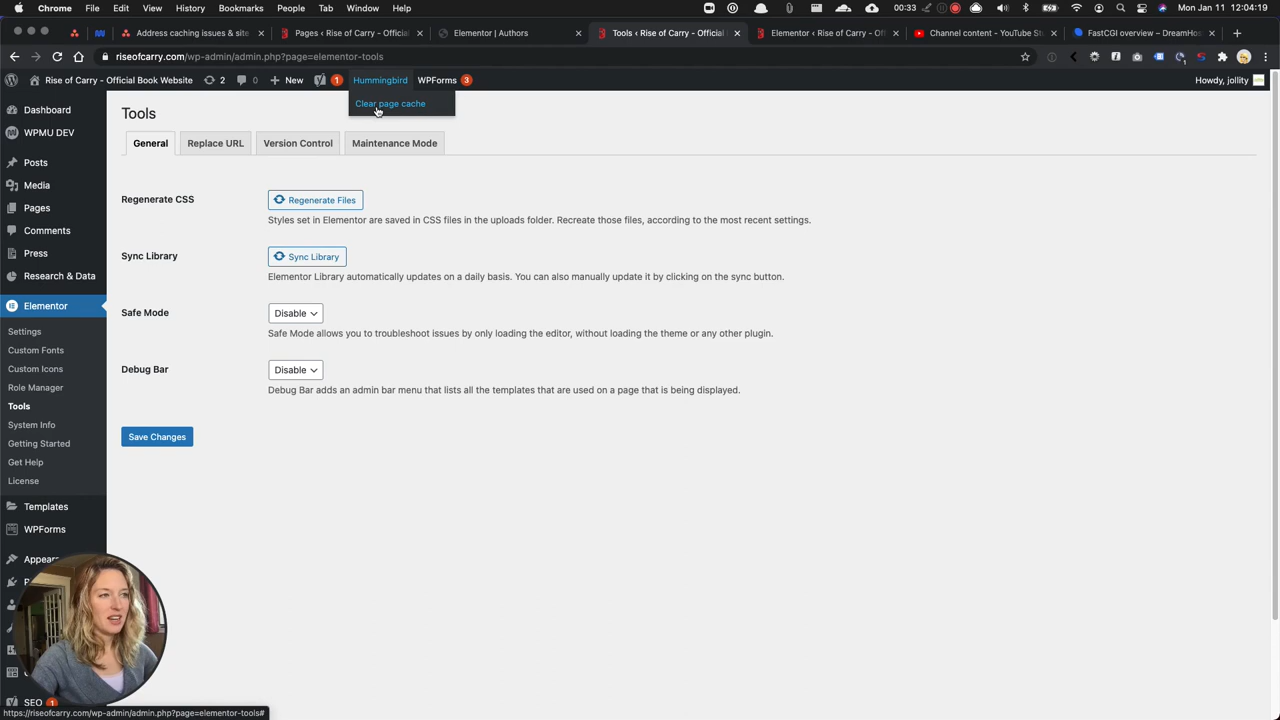 Chrome File Edit View History Bookmarks People Tab Window Help 00:33 Mon Jan 11 12:04:19
Address caching issues & site
Pages ‹ Rise of Carry - Official
Elementor | Authors
Tools ‹ Rise of Carry - Official
Elementor ‹ Rise of Carry - Of
Channel content - YouTube St
FastCGI overview – DreamHos
riseofcarry.com/wp-admin/admin.php?page=elementor-tools
Rise of Carry - Official Book Website 2 0 New 1 Hummingbird WPForms 3 Howdy, jollity
Clear page cache
Dashboard
WPMU DEV
Posts
Media
Pages
Comments
Press
Research & Data
Elementor
Settings
Custom Fonts
Custom Icons
Role Manager
Tools
System Info
Getting Started
Get Help
License
Templates
WPForms
Appear
SEO 1
Tools
General Replace URL Version Control Maintenance Mode
Regenerate CSS
Regenerate Files
Styles set in Elementor are saved in CSS files in the uploads folder. Recreate those files, according to the most recent settings.
Sync Library
Sync Library
Elementor Library automatically updates on a daily basis. You can also manually update it by clicking on the sync button.
Safe Mode
Disable
Safe Mode allows you to troubleshoot issues by only loading the editor, without loading the theme or any other plugin.
Debug Bar
Disable
Debug Bar adds an admin bar menu that lists all the templates that are used on a page that is being displayed.
Save Changes
https://riseofcarry.com/wp-admin/admin.php?page=elementor-tools#